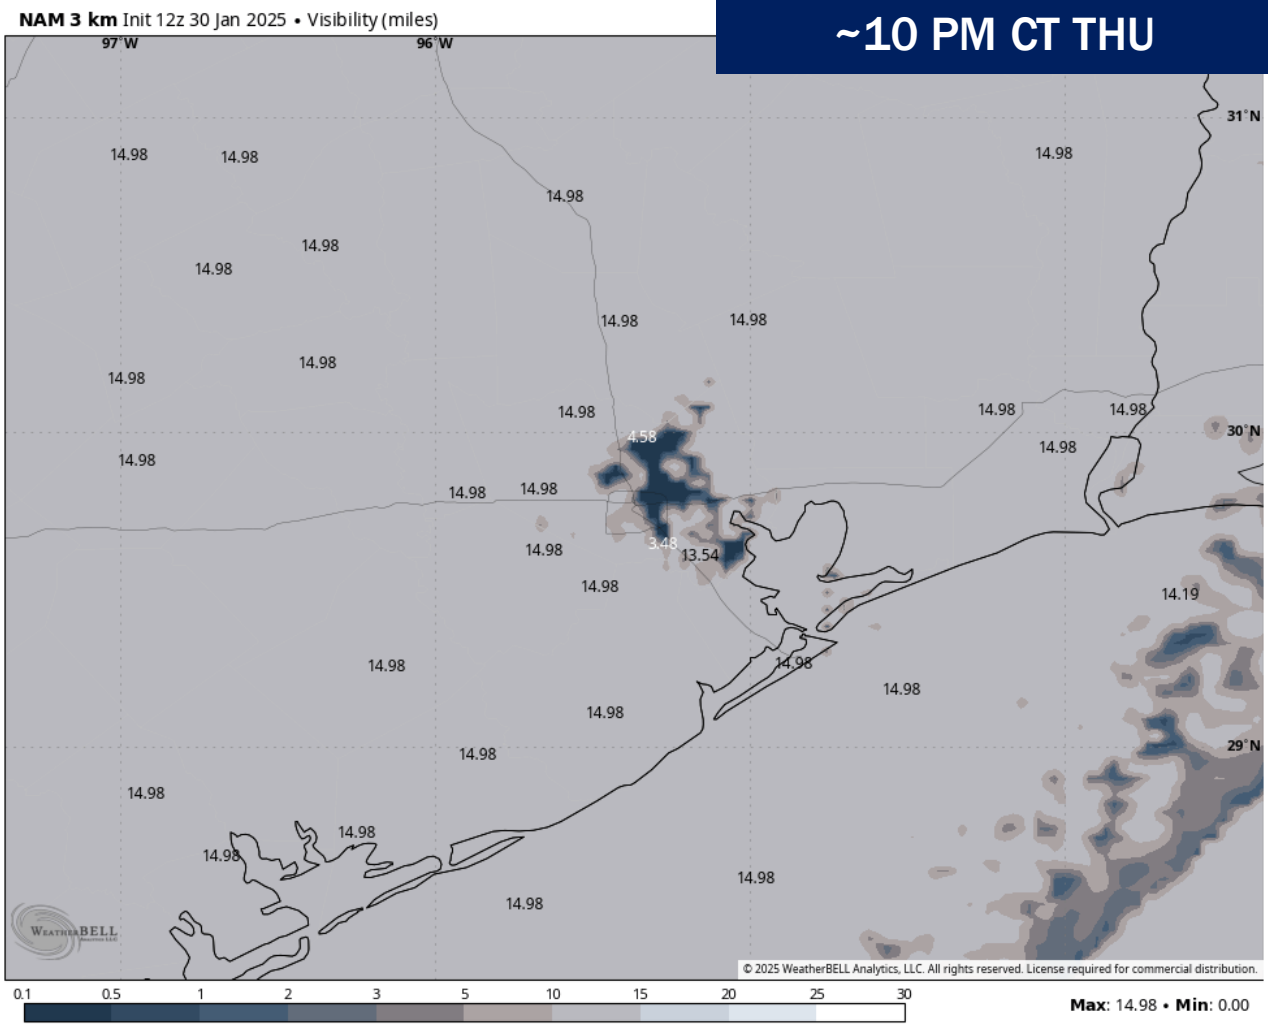 NAM 3 km Init 12z 30 Jan 2025 • Visibility (miles)
~10 PM CT THU
97°W 96°W
31°N
14.98 14.98 14.98
14.98
14.98
14.98
14.98 14.98
14.98
14.98
14.98 14.98 14.98
4.58 30°N
14.98
14.98
14.98 14.98
3.48
14.98 13.54
14.98 14.19
14.98 14.98
14.98
14.98
29°N
14.98
14.98
14.98
14.98
14.98
14.98
WEATHERBELL
Analytics LLC
© 2025 WeatherBELL Analytics, LLC. All rights reserved. License required for commercial distribution.
0.1 0.5 1 2 3 5 10 15 20 25 30
Max: 14.98 • Min: 0.00